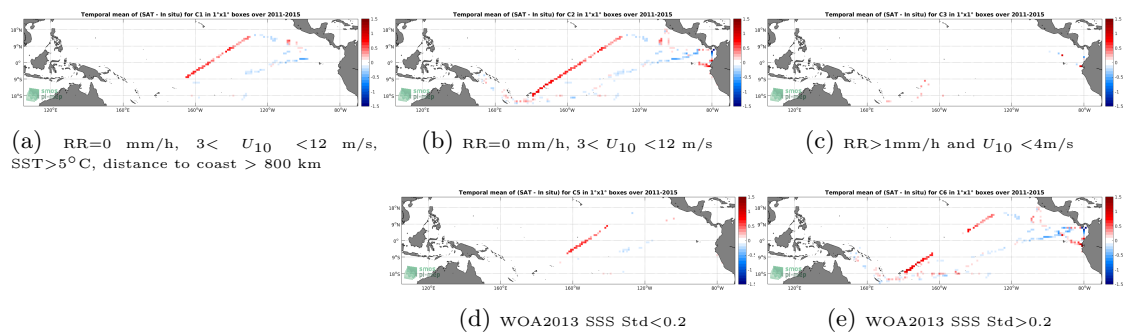 Temporal mean of (SAT - In situ) for C1 in 1°x1° boxes over 2011-2015
Temporal mean of (SAT - In situ) for C2 in 1°x1° boxes over 2011-2015
Temporal mean of (SAT - In situ) for C3 in 1°x1° boxes over 2011-2015
18°N
9°N
0°N
9°S
18°S
120°E
160°E
160°W
120°W
80°W
1.5
1
0.5
0
-0.5
-1
-1.5
smos
pi-mep
(a) RR=0 mm/h, 3< U10 <12 m/s,
SST>5°C, distance to coast > 800 km
(b) RR=0 mm/h, 3< U10 <12 m/s
(c) RR>1mm/h and U10 <4m/s
Temporal mean of (SAT - In situ) for C5 in 1°x1° boxes over 2011-2015
Temporal mean of (SAT - In situ) for C6 in 1°x1° boxes over 2011-2015
(d) WOA2013 SSS Std<0.2
(e) WOA2013 SSS Std>0.2